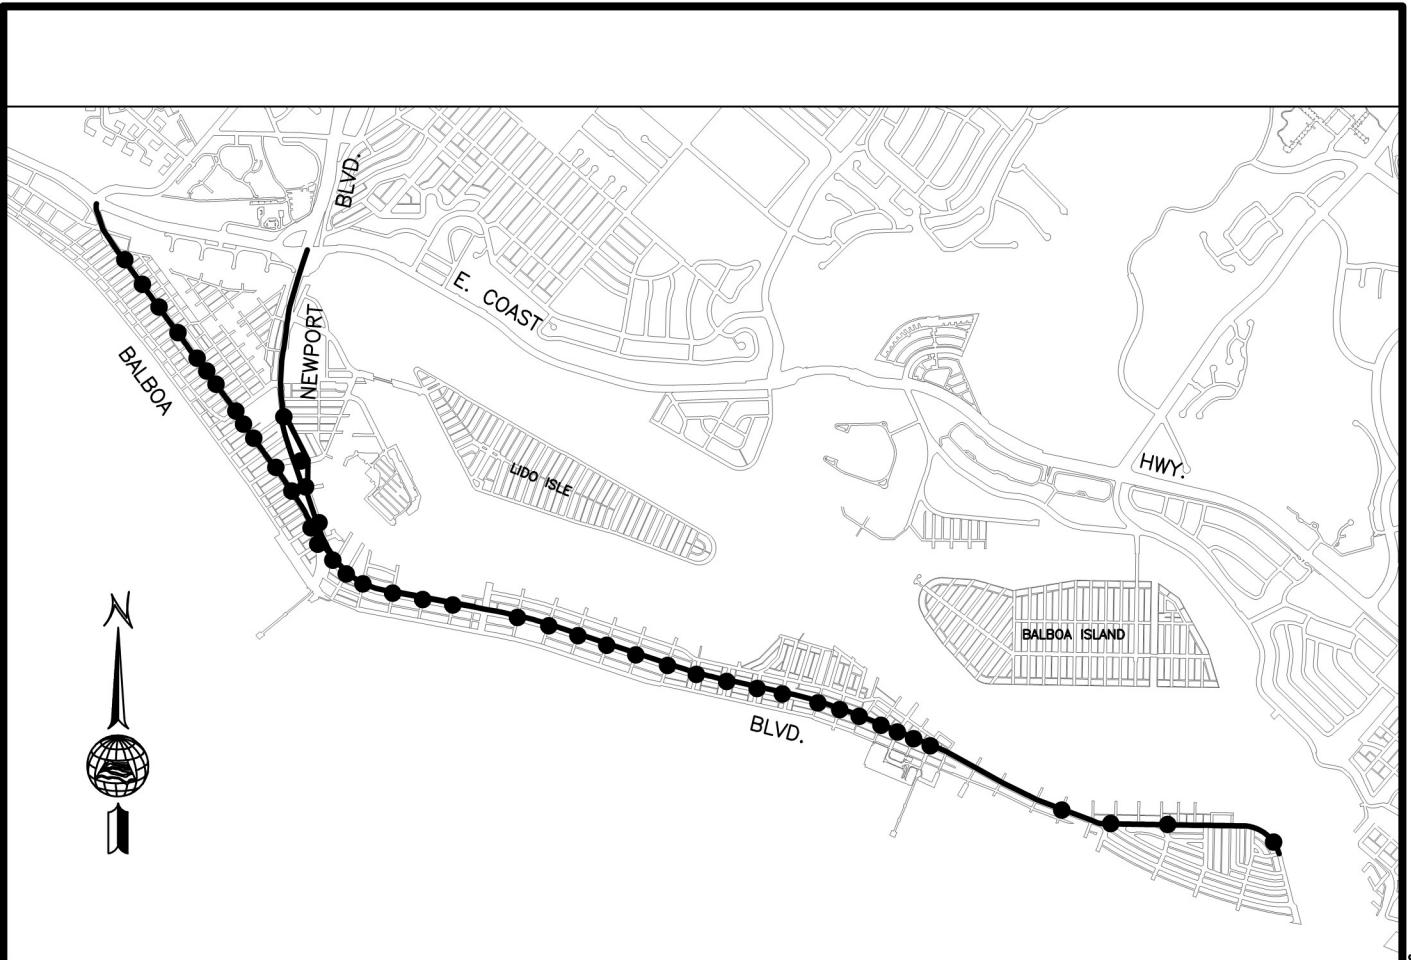 BLVD.
E. COAST
NEWPORT
BALBOA
HWY.
LIDO ISLE
N
BALBOA ISLAND
BLVD.